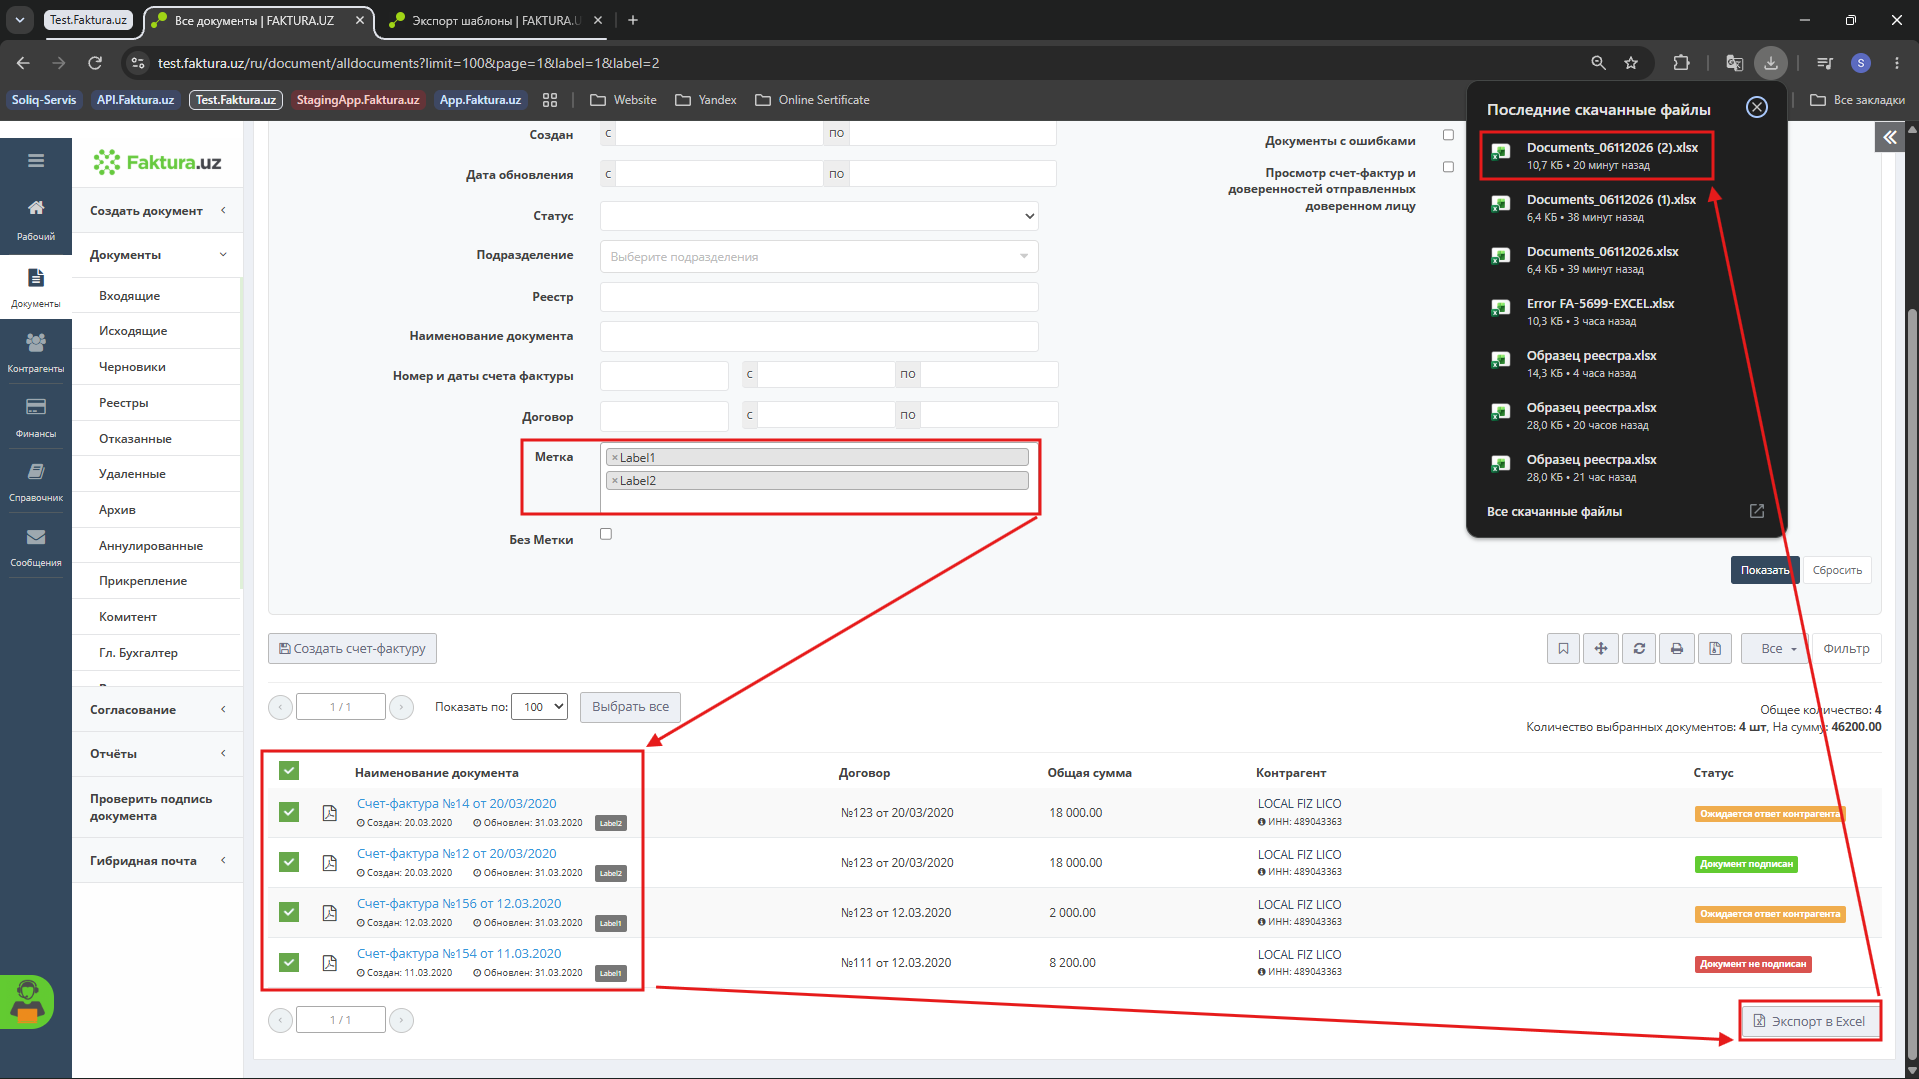 Test.Faktura.uz
Все документы | FAKTURA.UZ
Экспорт шаблоны | FAKTURA.U
test.faktura.uz/ru/document/alldocuments?limit=100&page=1&label=1&label=2
S
Soliq-Servis
API.Faktura.uz
Test.Faktura.uz
StagingApp.Faktura.uz
App.Faktura.uz
Website
Yandex
Online Sertificate
Все закладки
Последние скачанные файлы
Documents_06112026 (2).xlsx
10,7 КБ • 20 минут назад
Documents_06112026 (1).xlsx
6,4 КБ • 38 минут назад
Documents_06112026.xlsx
6,4 КБ • 39 минут назад
Error FA-5699-EXCEL.xlsx
10,3 КБ • 3 часа назад
Образец реестра.xlsx
14,3 КБ • 4 часа назад
Образец реестра.xlsx
28,0 КБ • 20 часов назад
Образец реестра.xlsx
28,0 КБ • 21 час назад
Все скачанные файлы
Рабочий
Документы
Контрагенты
Финансы
Справочник
Сообщения
Faktura.uz
Создать документ
Документы
Входящие
Исходящие
Черновики
Реестры
Отказанные
Удаленные
Архив
Аннулированные
Прикрепление
Комитент
Гл. Бухгалтер
Согласование
Отчёты
Проверить подпись
документа
Гибридная почта
Создан с по
Дата обновления с по
Статус
Подразделение Выберите подразделения
Реестр
Наименование документа
Номер и даты счета фактуры с по
Договор с по
Метка
×Label1
×Label2
Без Метки
Документы с ошибками
Просмотр счет-фактур и
доверенностей отправленных
доверенном лицу
Показать Сбросить
Создать счет-фактуру
Все Фильтр
1 / 1
Показать по: 100
Выбрать все
Общее количество: 4
Количество выбранных документов: 4 шт, На сумму: 46200.00
Наименование документа Договор Общая сумма Контрагент Статус
Счет-фактура №14 от 20/03/2020
Создан: 20.03.2020 Обновлен: 31.03.2020 Label2
№123 от 20/03/2020
18 000.00
LOCAL FIZ LICO
ИНН: 489043363
Ожидается ответ контрагента
Счет-фактура №12 от 20/03/2020
Создан: 20.03.2020 Обновлен: 31.03.2020 Label2
№123 от 20/03/2020
18 000.00
LOCAL FIZ LICO
ИНН: 489043363
Документ подписан
Счет-фактура №156 от 12.03.2020
Создан: 12.03.2020 Обновлен: 31.03.2020 Label1
№123 от 12.03.2020
2 000.00
LOCAL FIZ LICO
ИНН: 489043363
Ожидается ответ контрагента
Счет-фактура №154 от 11.03.2020
Создан: 11.03.2020 Обновлен: 31.03.2020 Label1
№111 от 12.03.2020
8 200.00
LOCAL FIZ LICO
ИНН: 489043363
Документ не подписан
1 / 1
Экспорт в Excel